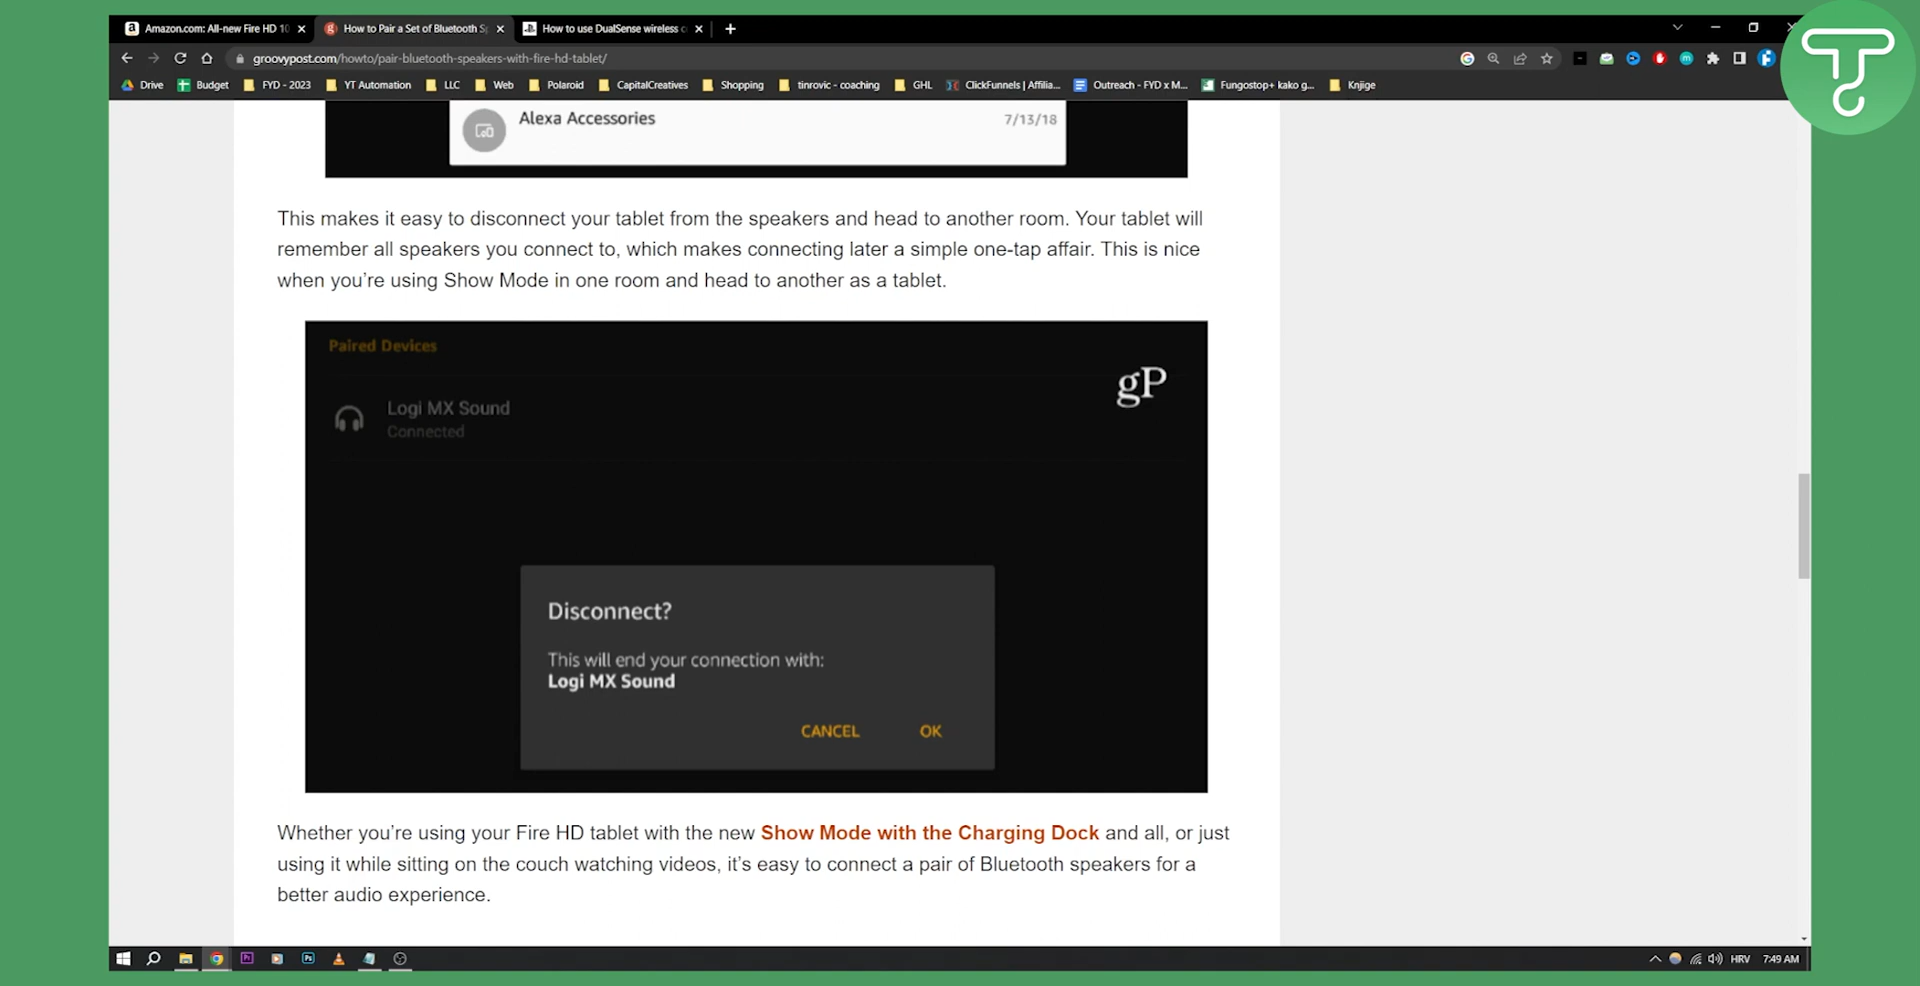 Amazon.com: All-new Fire HD 10
How to Pair a Set of Bluetooth S
How to use DualSense wireless c
groovypost.com/howto/pair-bluetooth-speakers-with-fire-hd-tablet/
Drive Budget FYD - 2023 YT Automation LLC Web Polaroid CapitalCreatives Shopping tinrovic - coaching GHL ClickFunnels | Affilia... Outreach - FYD x M... Fungostop+ kako g... Knjige
Alexa Accessories 7/13/18
This makes it easy to disconnect your tablet from the speakers and head to another room. Your tablet will
remember all speakers you connect to, which makes connecting later a simple one-tap affair. This is nice
when you're using Show Mode in one room and head to another as a tablet.
Paired Devices
gP
Logi MX Sound
Connected
Disconnect?
This will end your connection with:
Logi MX Sound
CANCEL OK
Whether you're using your Fire HD tablet with the new Show Mode with the Charging Dock and all, or just
using it while sitting on the couch watching videos, it's easy to connect a pair of Bluetooth speakers for a
better audio experience.
HRV 7:49 AM